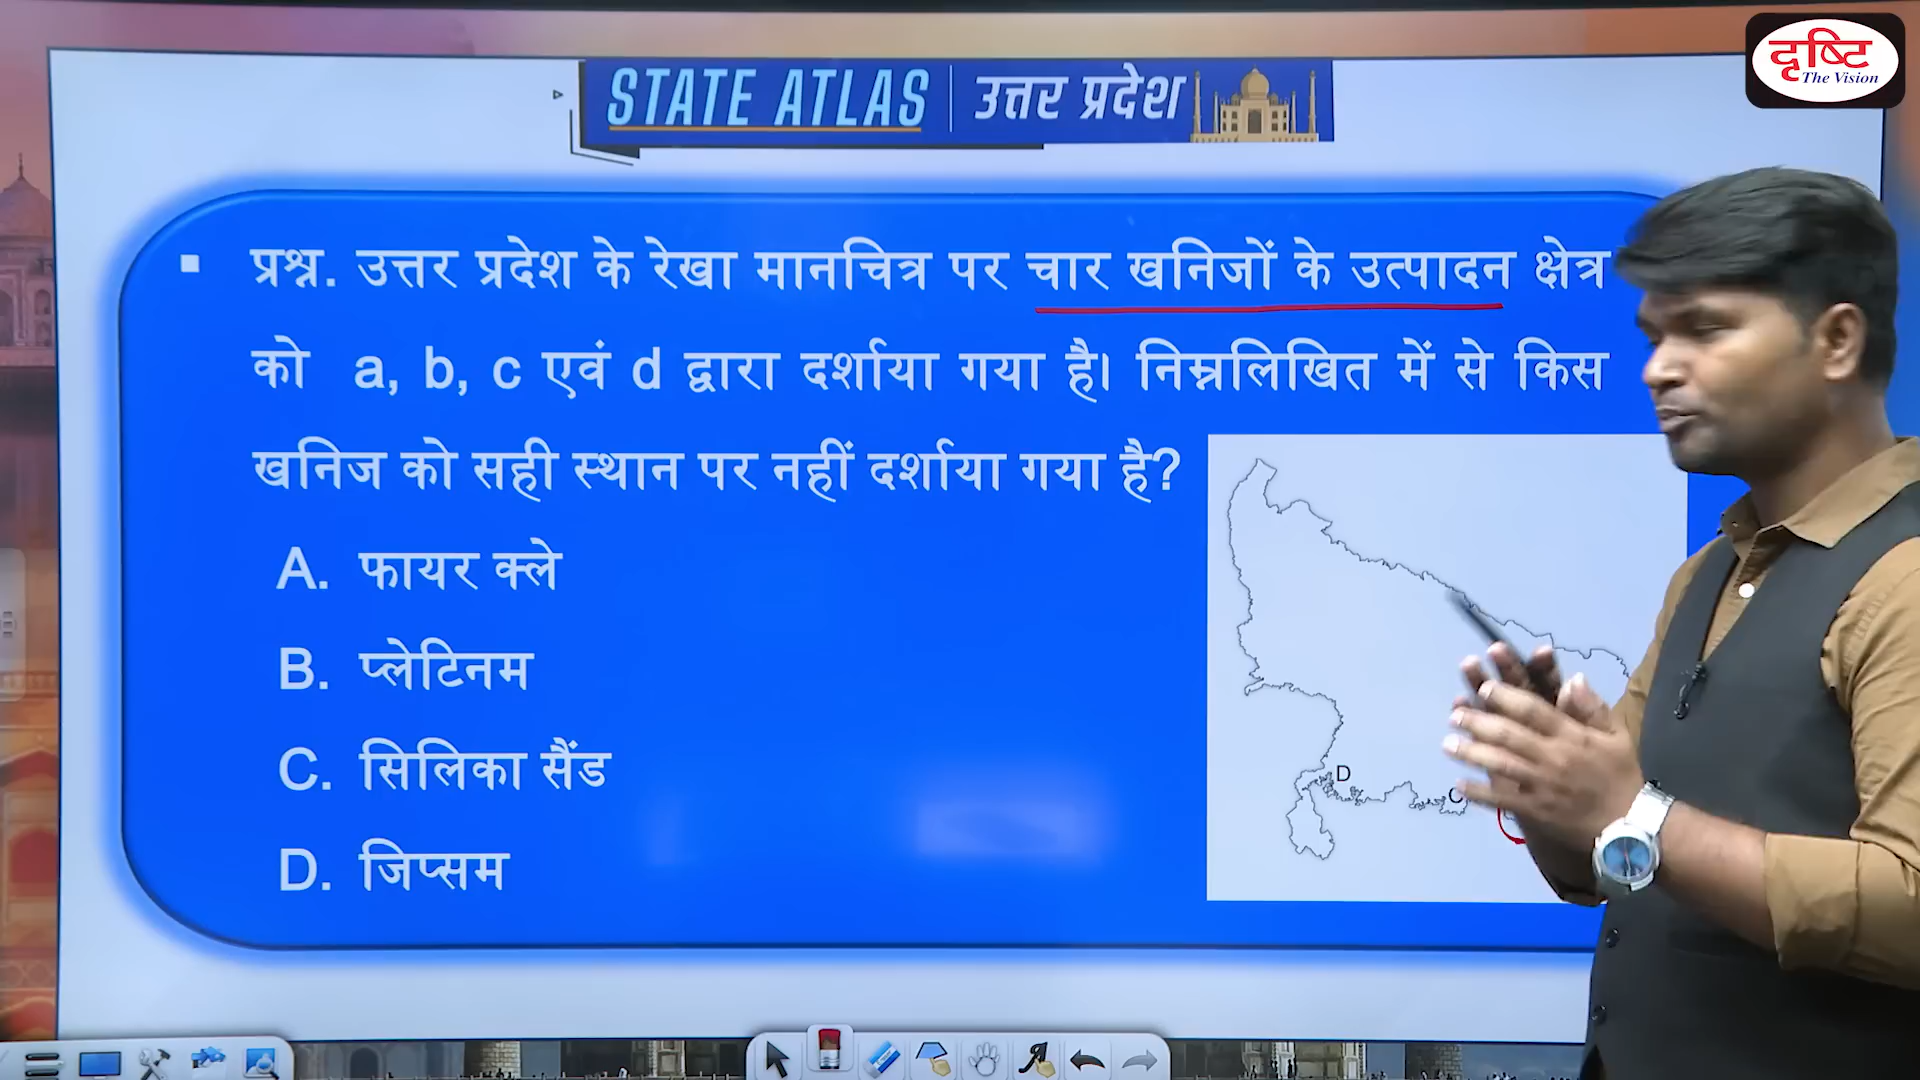 दृष्टि
The Vision
STATE ATLAS उत्तर प्रदेश
प्रश्न. उत्तर प्रदेश के रेखा मानचित्र पर चार खनिजों के उत्पादन क्षेत्र
को a, b, c एवं d द्वारा दर्शाया गया है। निम्नलिखित में से किस
खनिज को सही स्थान पर नहीं दर्शाया गया है?
A. फायर क्ले
B. प्लेटिनम
C. सिलिका सैंड
D. जिप्सम
D
C